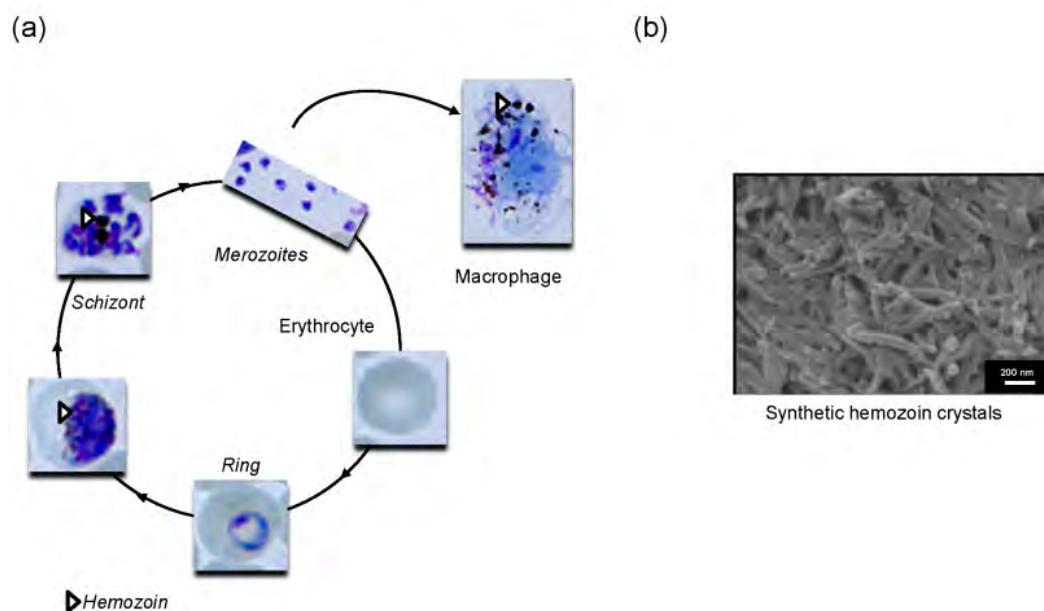 (a)
(b)
Merozoites
Macrophage
Schizont
Erythrocyte
200 nm
Synthetic hemozoin crystals
Ring
Hemozoin